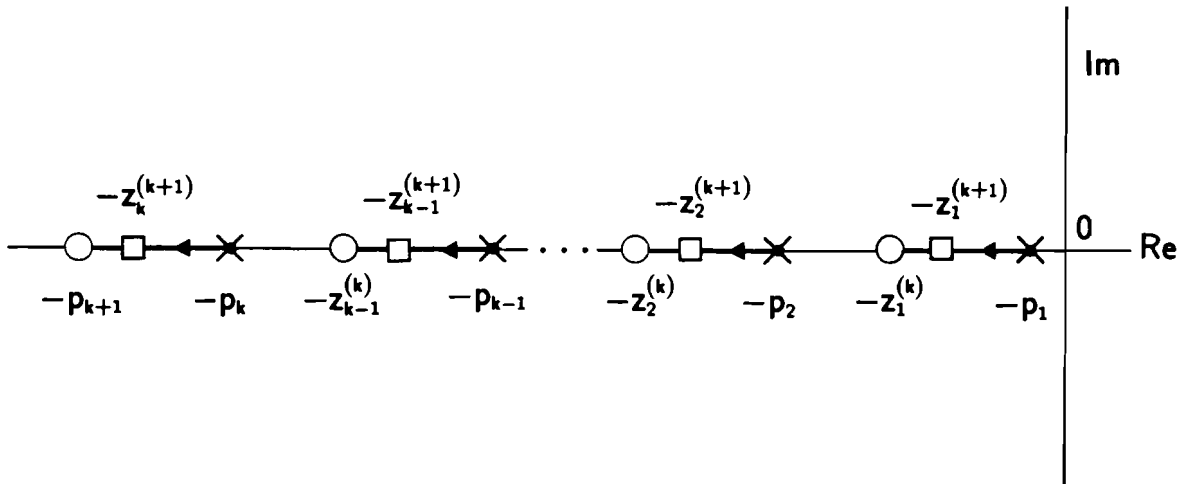 Im
−z_k^(k+1) −z_{k−1}^(k+1) −z_2^(k+1) −z_1^(k+1)
0
Re
· · ·
−p_{k+1} −p_k −z_{k−1}^(k) −p_{k−1} −z_2^(k) −p_2 −z_1^(k) −p_1